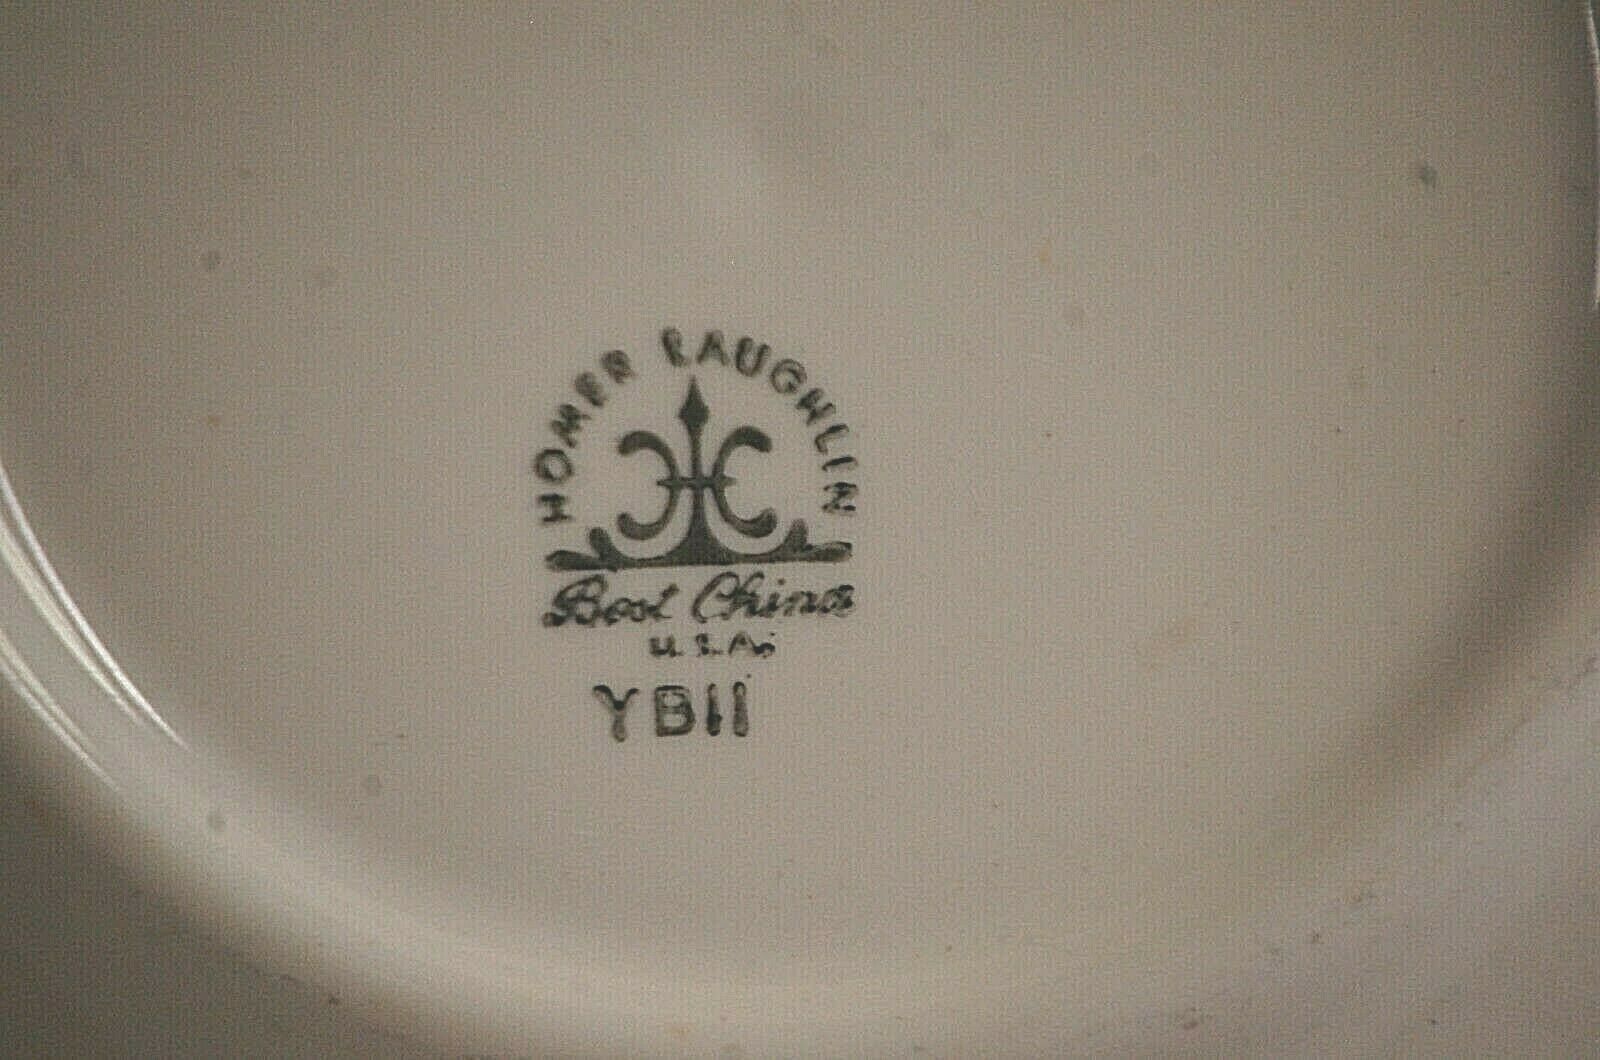 HOMER LAUGHLIN
Best China
U.S.A.
YB11